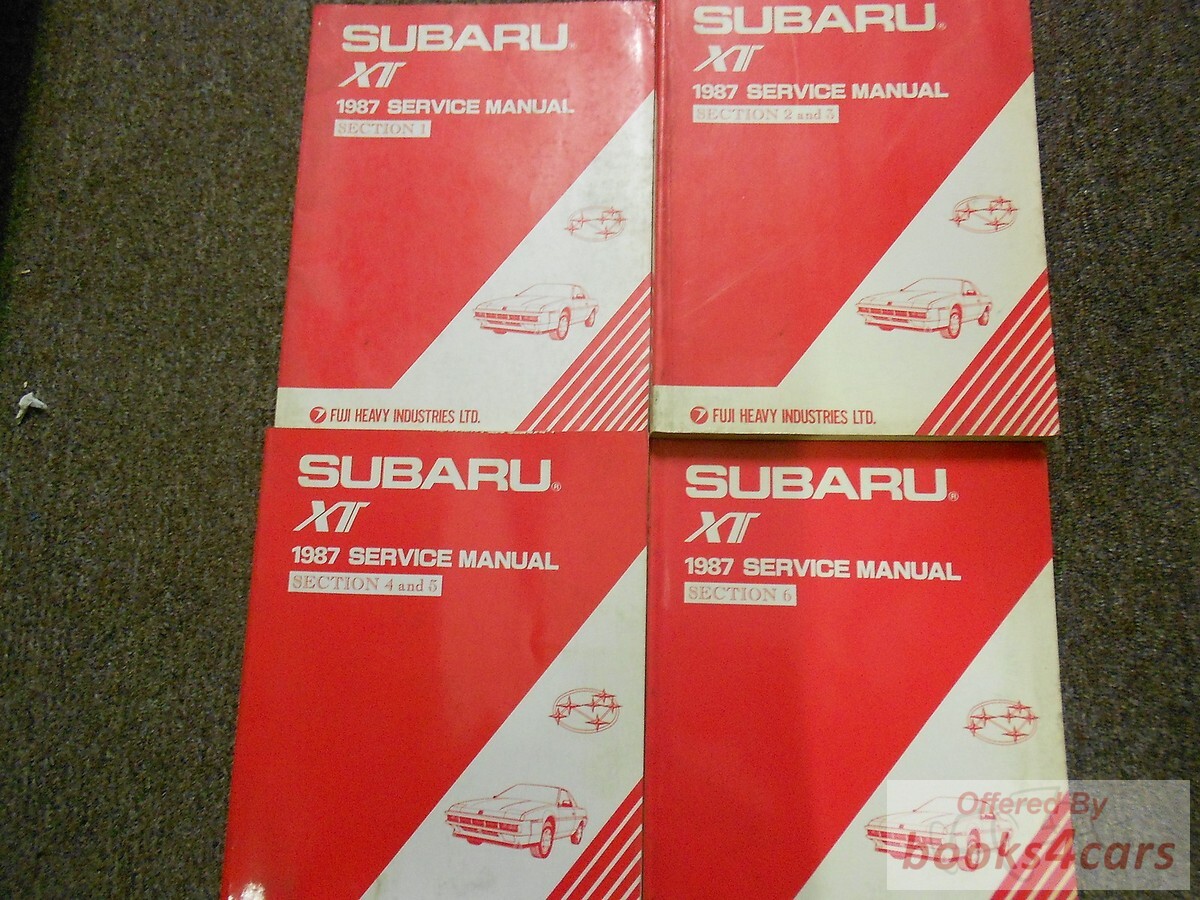 SUBARU®
XT
1987 SERVICE MANUAL
SECTION 1
FUJI HEAVY INDUSTRIES LTD.
SUBARU®
XT
1987 SERVICE MANUAL
SECTION 2 and 3
FUJI HEAVY INDUSTRIES LTD.
SUBARU®
XT
1987 SERVICE MANUAL
SECTION 4 and 5
SUBARU®
XT
1987 SERVICE MANUAL
SECTION 6
Offered By
books4cars